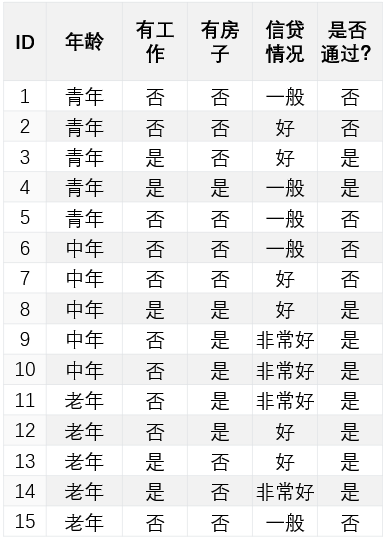 ID 年龄 有工作 有房子 信贷情况 是否通过?
1 青年 否 否 一般 否
2 青年 否 否 好 否
3 青年 是 否 好 是
4 青年 是 是 一般 是
5 青年 否 否 一般 否
6 中年 否 否 一般 否
7 中年 否 否 好 否
8 中年 是 是 好 是
9 中年 否 是 非常好 是
10 中年 否 是 非常好 是
11 老年 否 是 非常好 是
12 老年 否 是 好 是
13 老年 是 否 好 是
14 老年 是 否 非常好 是
15 老年 否 否 一般 否